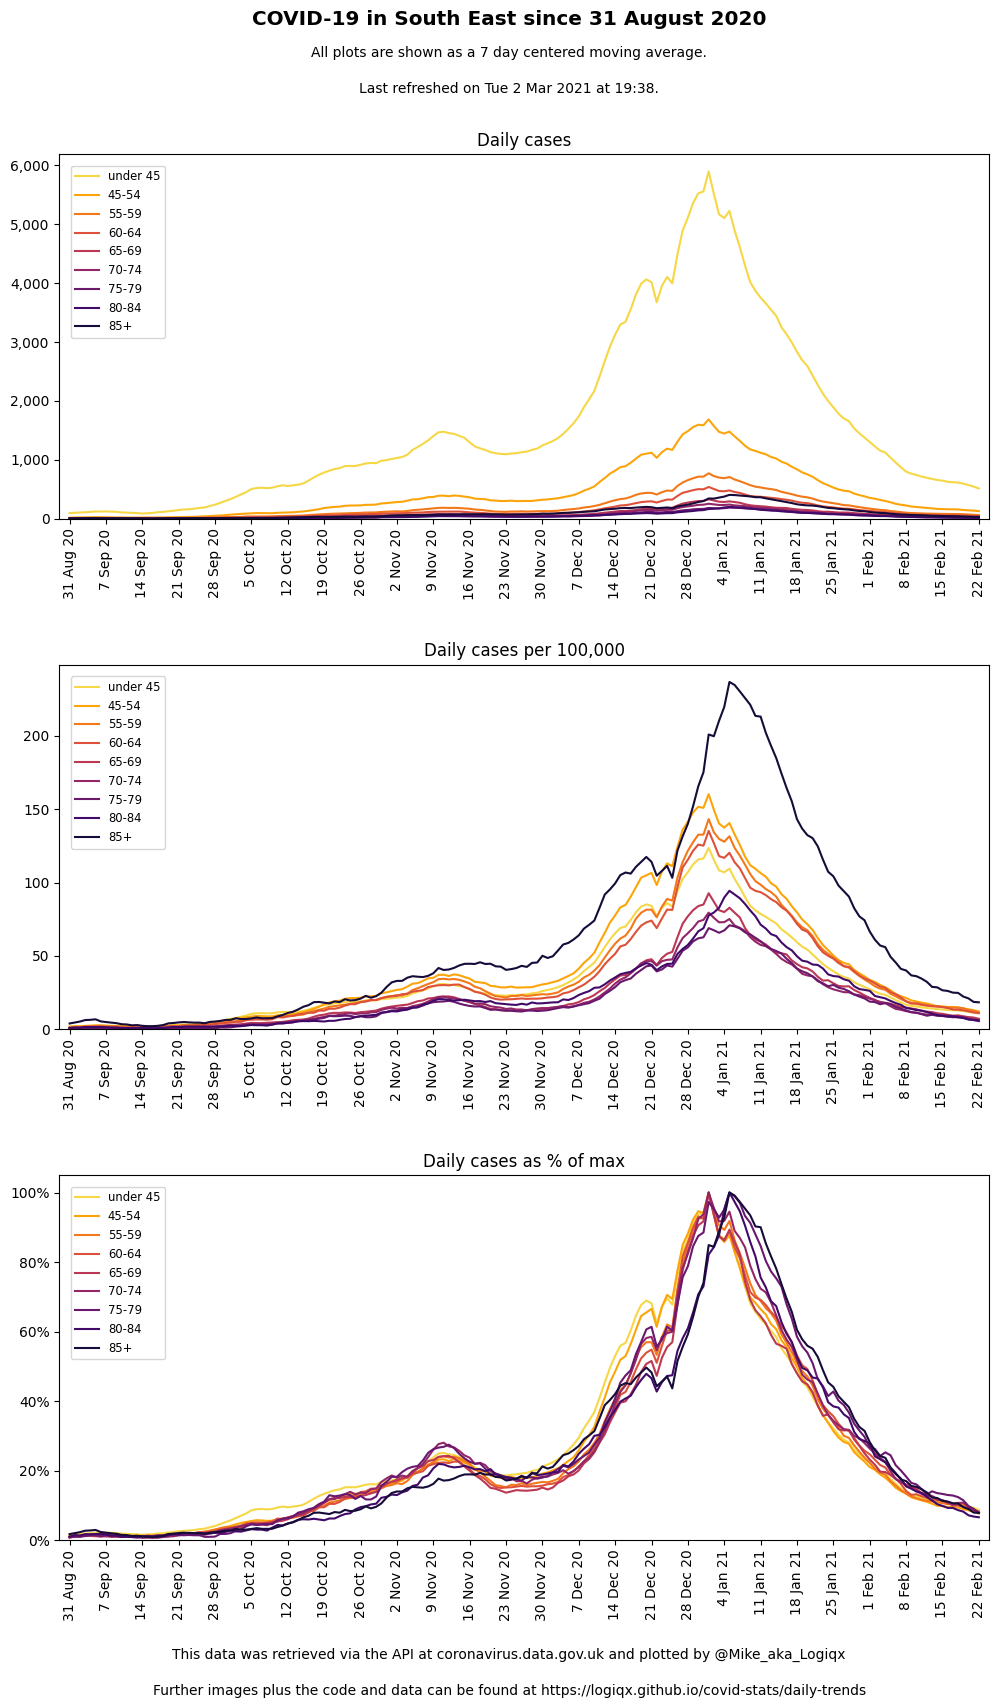 COVID-19 in South East since 31 August 2020
All plots are shown as a 7 day centered moving average.
Last refreshed on Tue 2 Mar 2021 at 19:38.
Daily cases
6,000
5,000
4,000
3,000
2,000
1,000
0
under 45
45-54
55-59
60-64
65-69
70-74
75-79
80-84
85+
31 Aug 20
7 Sep 20
14 Sep 20
21 Sep 20
28 Sep 20
5 Oct 20
12 Oct 20
19 Oct 20
26 Oct 20
2 Nov 20
9 Nov 20
16 Nov 20
23 Nov 20
30 Nov 20
7 Dec 20
14 Dec 20
21 Dec 20
28 Dec 20
4 Jan 21
11 Jan 21
18 Jan 21
25 Jan 21
1 Feb 21
8 Feb 21
15 Feb 21
22 Feb 21
Daily cases per 100,000
200
150
100
50
0
under 45
45-54
55-59
60-64
65-69
70-74
75-79
80-84
85+
31 Aug 20
7 Sep 20
14 Sep 20
21 Sep 20
28 Sep 20
5 Oct 20
12 Oct 20
19 Oct 20
26 Oct 20
2 Nov 20
9 Nov 20
16 Nov 20
23 Nov 20
30 Nov 20
7 Dec 20
14 Dec 20
21 Dec 20
28 Dec 20
4 Jan 21
11 Jan 21
18 Jan 21
25 Jan 21
1 Feb 21
8 Feb 21
15 Feb 21
22 Feb 21
Daily cases as % of max
100%
80%
60%
40%
20%
0%
under 45
45-54
55-59
60-64
65-69
70-74
75-79
80-84
85+
31 Aug 20
7 Sep 20
14 Sep 20
21 Sep 20
28 Sep 20
5 Oct 20
12 Oct 20
19 Oct 20
26 Oct 20
2 Nov 20
9 Nov 20
16 Nov 20
23 Nov 20
30 Nov 20
7 Dec 20
14 Dec 20
21 Dec 20
28 Dec 20
4 Jan 21
11 Jan 21
18 Jan 21
25 Jan 21
1 Feb 21
8 Feb 21
15 Feb 21
22 Feb 21
This data was retrieved via the API at coronavirus.data.gov.uk and plotted by @Mike_aka_Logiqx
Further images plus the code and data can be found at https://logiqx.github.io/covid-stats/daily-trends